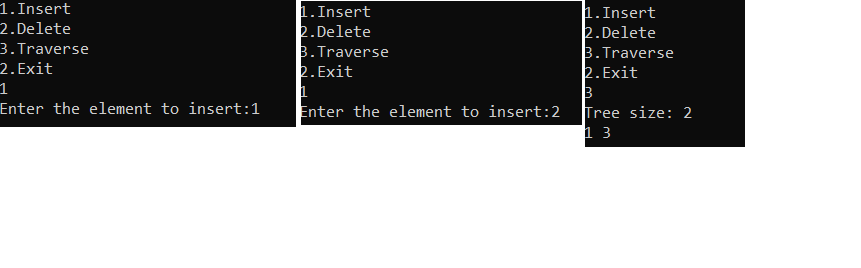 1.Insert
2.Delete
3.Traverse
2.Exit
1
Enter the element to insert:1
1.Insert
2.Delete
3.Traverse
2.Exit
1
Enter the element to insert:2
1.Insert
2.Delete
3.Traverse
2.Exit
3
Tree size: 2
1 3